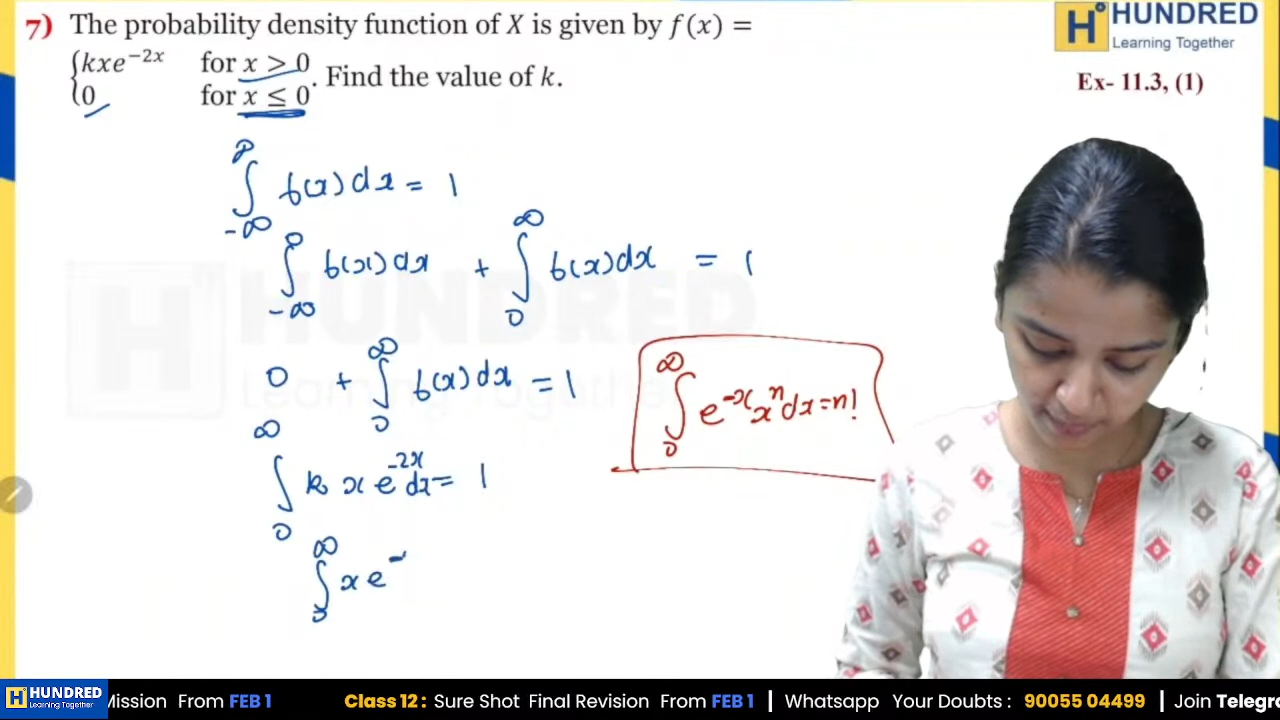 7) The probability density function of X is given by f(x) =
{kxe⁻²ˣ for x > 0
{0 for x ≤ 0 . Find the value of k.
HUNDRED
Learning Together
Ex- 11.3, (1)
∫_{-∞}^{∞} f(x) dx = 1
∫_{-∞}^{0} f(x) dx + ∫_{0}^{∞} f(x) dx = 1
0 + ∫_{0}^{∞} f(x) dx = 1
∫_{0}^{∞} k x e^{-2x} dx = 1
∫_{0}^{∞} x e^{-
∫_{0}^{∞} e^{-x} x^{n} dx = n!
HUNDRED
Learning Together
HUNDRED
Learning Together
Mission From FEB 1 Class 12 : Sure Shot Final Revision From FEB 1 | Whatsapp Your Doubts : 90055 04499 | Join Telegr